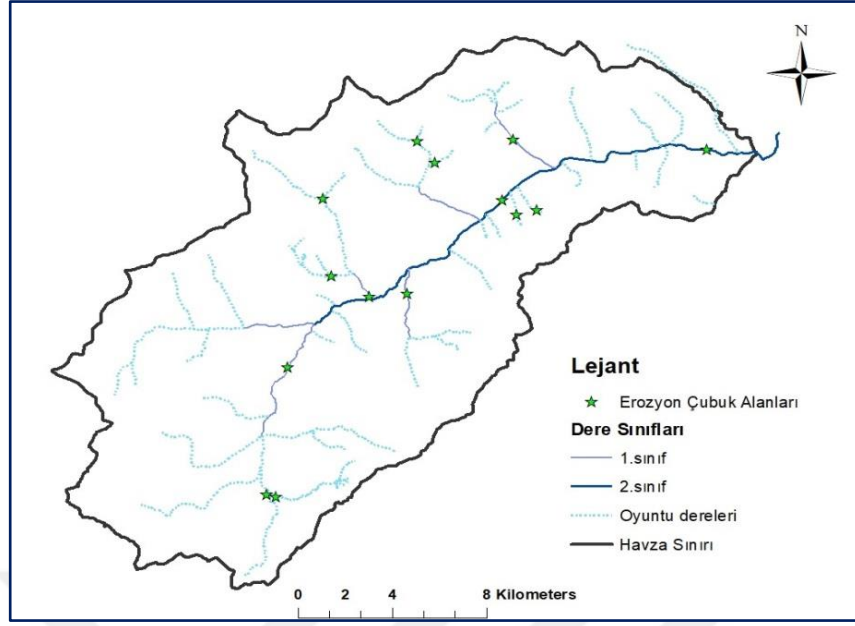 N
Lejant
Erozyon Çubuk Alanları
Dere Sınıfları
1.sınıf
2.sınıf
Oyuntu dereleri
Havza Sınırı
0 2 4 8 Kilometers